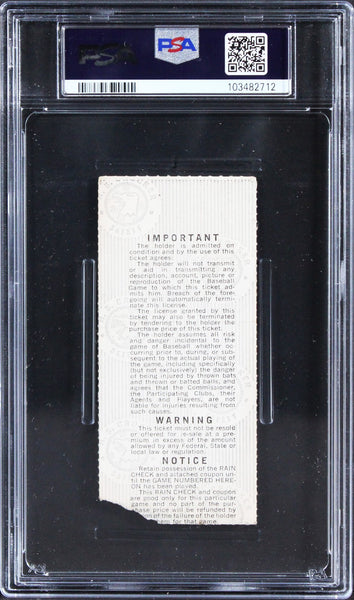 PSA
PSA
103482712
IMPORTANT
The holder is admitted on
condition and by the use of this
ticket agrees:
The holder will not transmit
or aid in transmitting any
description, account, picture or
reproduction of the Baseball
Game to which this ticket ad-
mits him. Breach of the fore-
going will automatically termi-
nate this license.
The license granted by this
ticket may also be terminated
by tendering to the holder the
purchase price of this ticket.
The holder assumes all risk
and danger incidental to the
game of Baseball whether oc-
curring prior to, during, or sub-
sequent to the actual playing of
the game, including specifically
(but not exclusively) the danger
of being injured by thrown bats
and thrown or batted balls, and
agrees that the Commissioner,
the Participating Clubs, their
Agents and Players, are not
liable for injuries resulting from
such causes.
WARNING
This ticket must not be resold
or offered for re-sale at a pre-
mium in excess of the amount
allowed by any Federal, State or
local law or regulation.
NOTICE
Retain possession of the RAIN
CHECK and attached coupon un-
til the GAME NUMBERED HERE-
ON has been played.
This RAIN CHECK and coupon
are good only for this particular
game and no part of the pur-
chase price will be refunded by
of the failure of the holder
for that game.